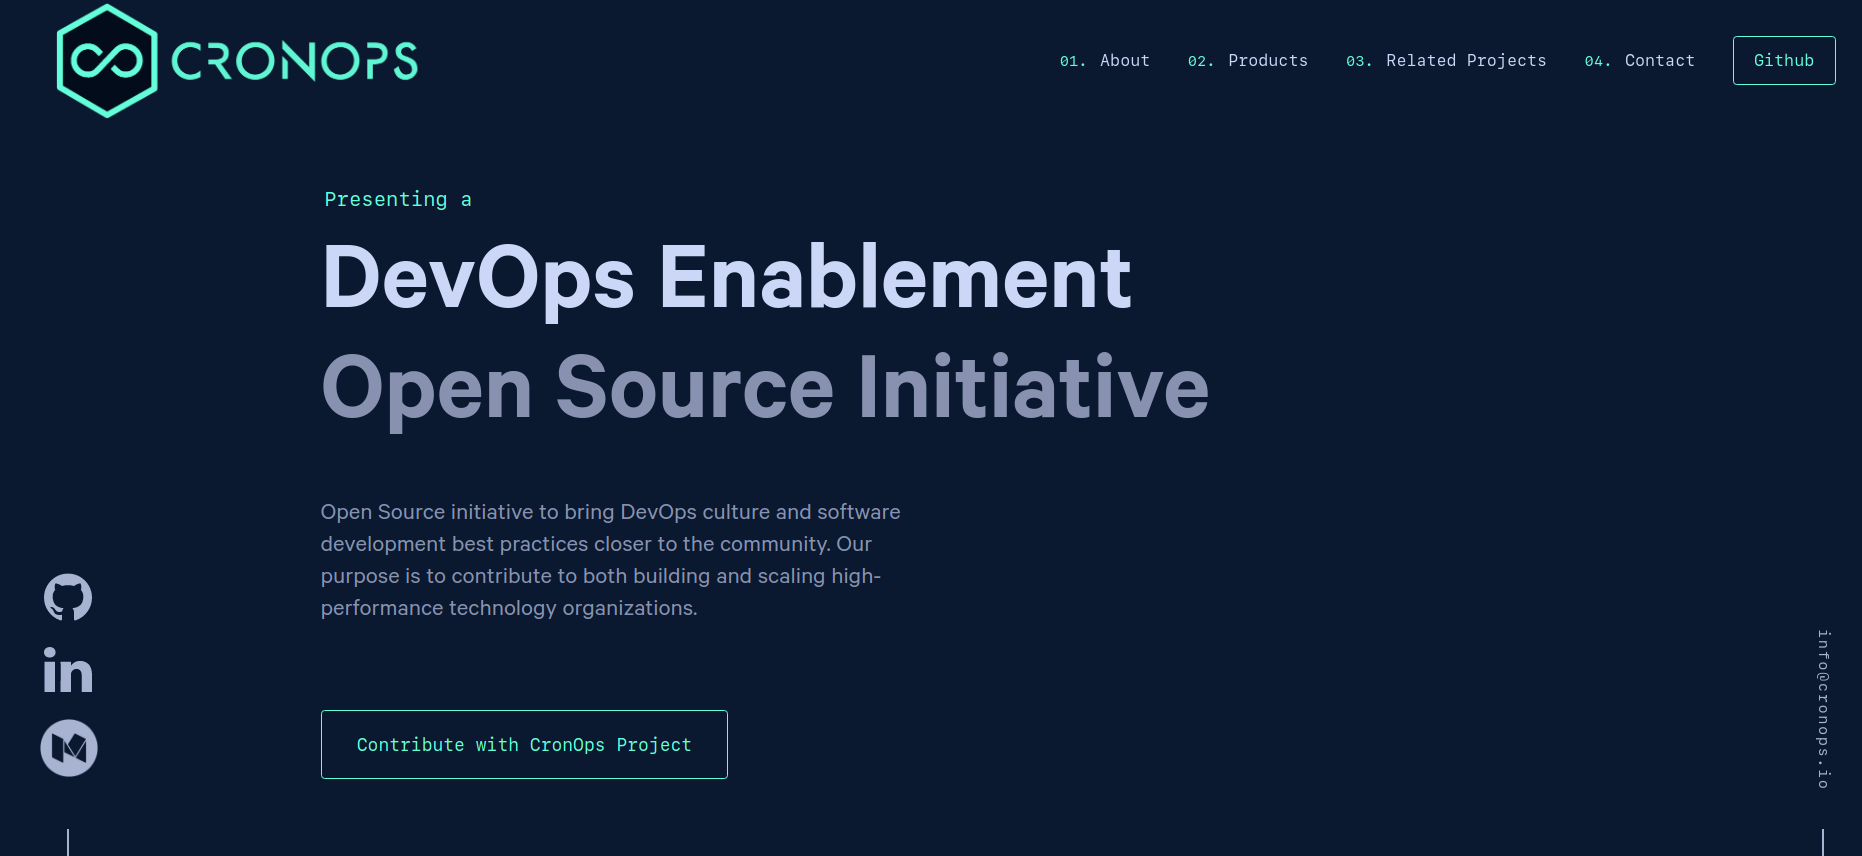 CRONOPS
01. About 02. Products 03. Related Projects 04. Contact Github
Presenting a
DevOps Enablement
Open Source Initiative
Open Source initiative to bring DevOps culture and software
development best practices closer to the community. Our
purpose is to contribute to both building and scaling high-
performance technology organizations.
in
Contribute with CronOps Project
info@cronops.io